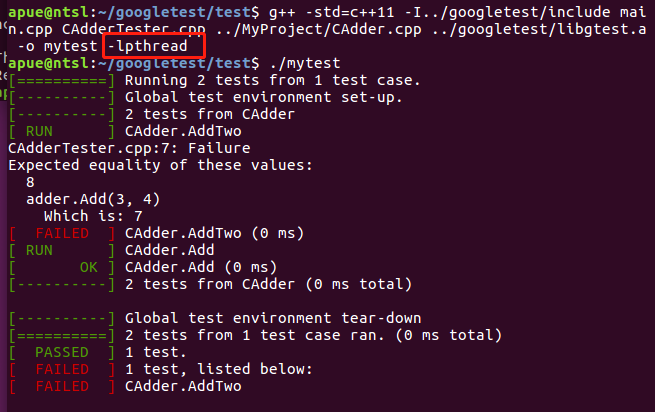 apue@ntsl:~/googletest/test$ g++ -std=c++11 -I../googletest/include mai
n.cpp CAdderTester.cpp ../MyProject/CAdder.cpp ../googletest/libgtest.a
 -o mytest -lpthread
apue@ntsl:~/googletest/test$ ./mytest
[==========] Running 2 tests from 1 test case.
[----------] Global test environment set-up.
[----------] 2 tests from CAdder
[ RUN      ] CAdder.AddTwo
CAdderTester.cpp:7: Failure
Expected equality of these values:
  8
  adder.Add(3, 4)
    Which is: 7
[  FAILED  ] CAdder.AddTwo (0 ms)
[ RUN      ] CAdder.Add
[       OK ] CAdder.Add (0 ms)
[----------] 2 tests from CAdder (0 ms total)

[----------] Global test environment tear-down
[==========] 2 tests from 1 test case ran. (0 ms total)
[  PASSED  ] 1 test.
[  FAILED  ] 1 test, listed below:
[  FAILED  ] CAdder.AddTwo